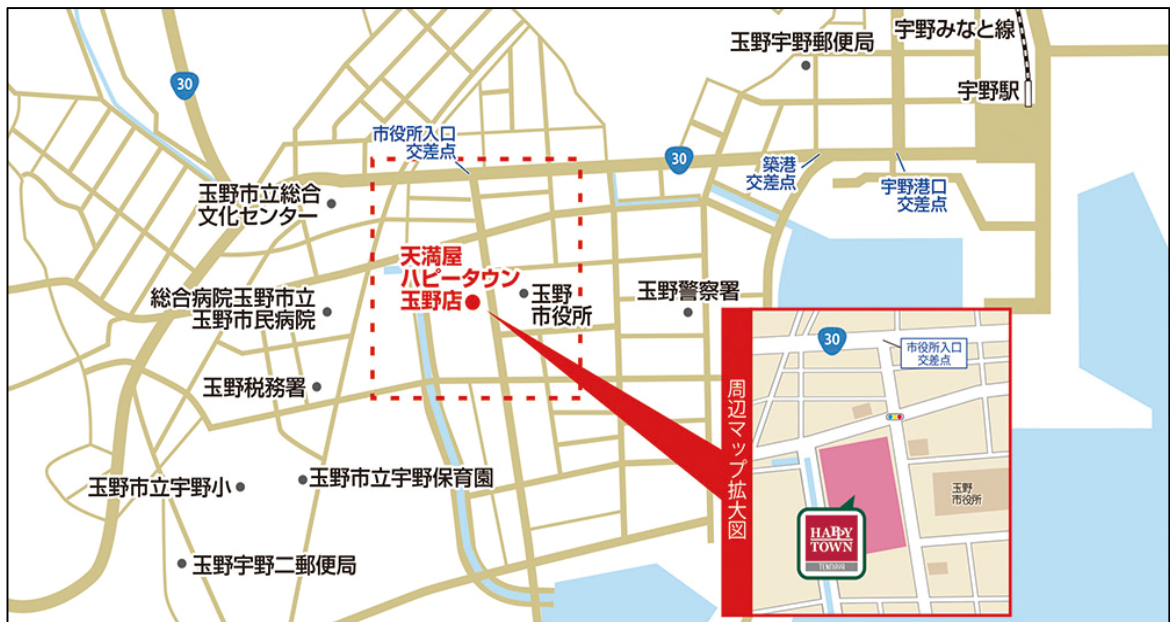 宇野みなと線
玉野宇野郵便局
30
宇野駅
市役所入口
交差点
30
築港
交差点
宇野港口
交差点
玉野市立総合
文化センター
天満屋
ハピータウン
玉野店
総合病院玉野市立
玉野市民病院
玉野
市役所
玉野警察署
玉野税務署
玉野市立宇野小
玉野市立宇野保育園
玉野宇野二郵便局
周辺マップ拡大図
30
市役所入口
交差点
玉野
市役所
HAPPY
TOWN
TENMAYA